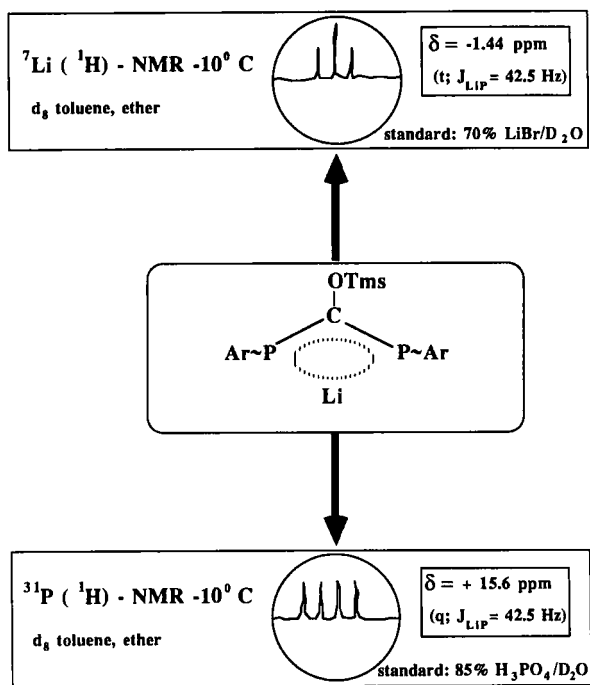 ⁷Li ( ¹H) - NMR -10⁰ C
d₈ toluene, ether
δ = -1.44 ppm
(t; J_LiP = 42.5 Hz)
standard: 70% LiBr/D₂O
OTms
C
Ar~P P~Ar
Li
³¹P ( ¹H) - NMR -10⁰ C
d₈ toluene, ether
δ = + 15.6 ppm
(q; J_LiP = 42.5 Hz)
standard: 85% H₃PO₄/D₂O